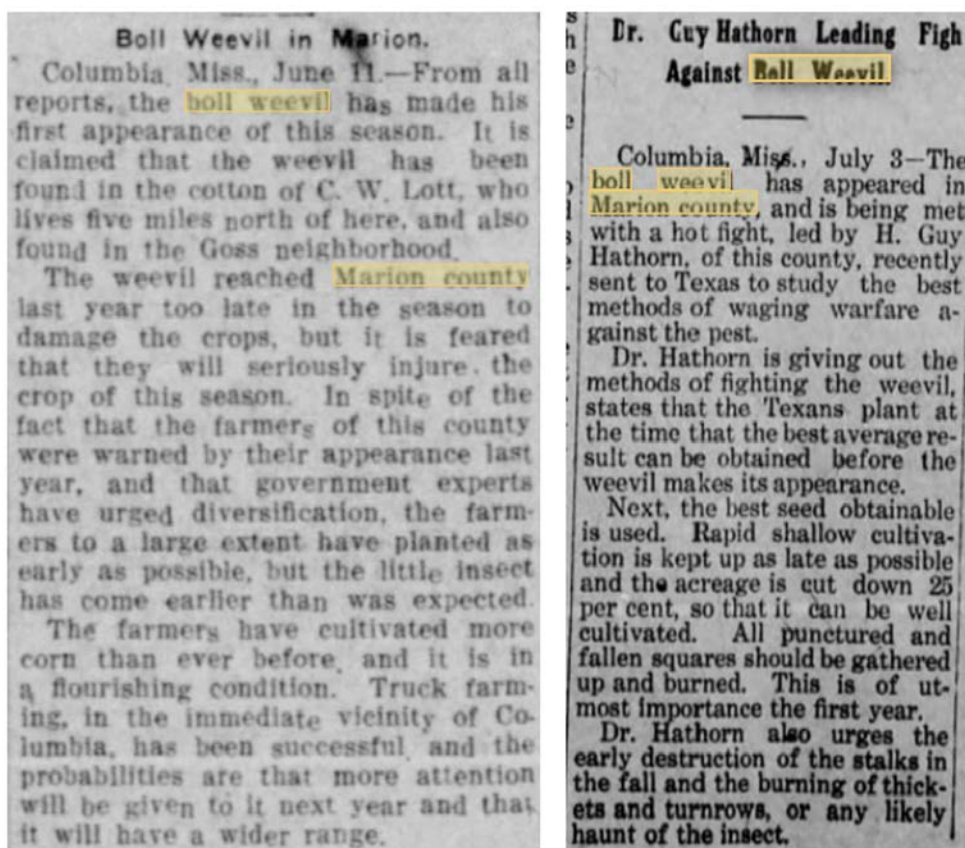 Boll Weevil in Marion.
Columbia, Miss., June 11.—From all
reports, the boll weevil has made his
first appearance of this season. It is
claimed that the weevil has been
found in the cotton of C. W. Lott, who
lives five miles north of here, and also
found in the Goss neighborhood.
The weevil reached Marion county
last year too late in the season to
damage the crops, but it is feared
that they will seriously injure the
crop of this season. In spite of the
fact that the farmers of this county
were warned by their appearance last
year, and that government experts
have urged diversification, the farm-
ers to a large extent have planted as
early as possible, but the little insect
has come earlier than was expected.
The farmers have cultivated more
corn than ever before, and it is in
a flourishing condition. Truck farm-
ing, in the immediate vicinity of Co-
lumbia, has been successful and the
probabilities are that more attention
will be given to it next year and that
it will have a wider range.
Dr. Guy Hathorn Leading Figh
Against Boll Weevil
Columbia, Miss., July 3—The
boll weevil has appeared in
Marion county, and is being met
with a hot fight, led by H. Guy
Hathorn, of this county, recently
sent to Texas to study the best
methods of waging warfare a-
gainst the pest.
Dr. Hathorn is giving out the
methods of fighting the weevil,
states that the Texans plant at
the time that the best average re-
sult can be obtained before the
weevil makes its appearance.
Next, the best seed obtainable
is used. Rapid shallow cultiva-
tion is kept up as late as possible
and the acreage is cut down 25
per cent, so that it can be well
cultivated. All punctured and
fallen squares should be gathered
up and burned. This is of ut-
most importance the first year.
Dr. Hathorn also urges the
early destruction of the stalks in
the fall and the burning of thick-
ets and turnrows, or any likely
haunt of the insect.